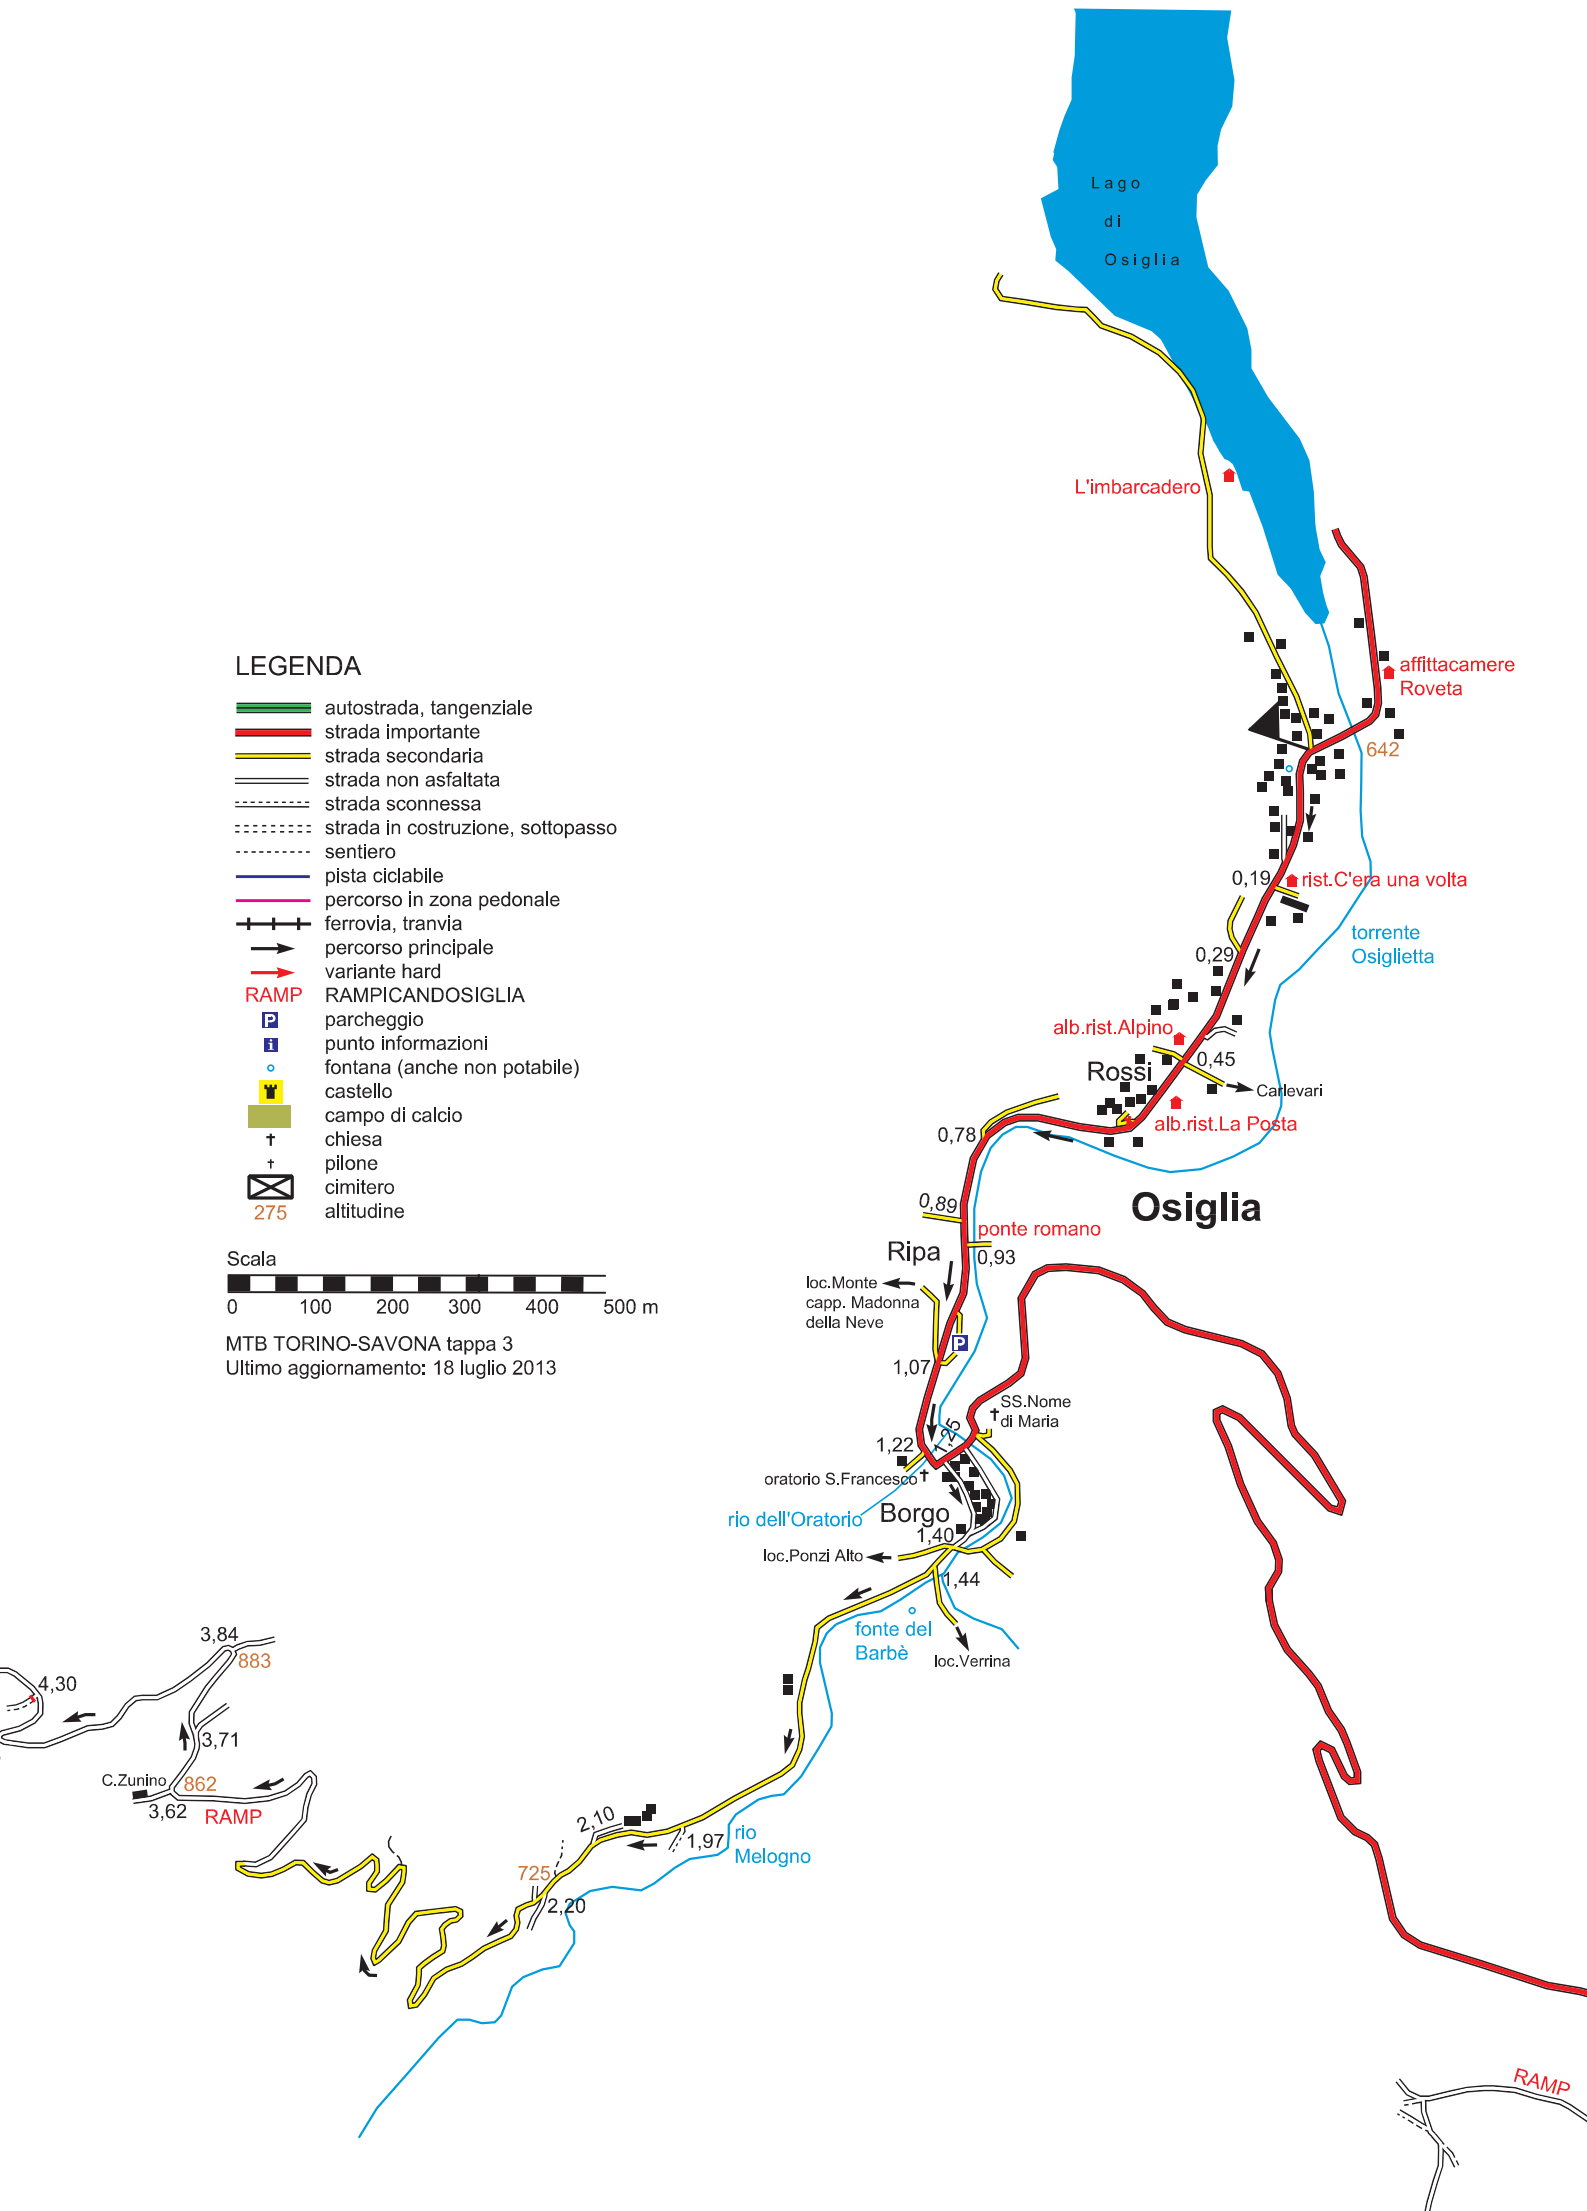 Lago
di
Osiglia
L'imbarcadero
affittacamere
Roveta
642
0,19
rist.C'era una volta
torrente
Osiglietta
0,29
alb.rist.Alpino
Rossi
0,45
Carlevari
alb.rist.La Posta
0,78
Osiglia
0,89
ponte romano
Ripa
0,93
loc.Monte
capp. Madonna
della Neve
P
1,07
SS.Nome
di Maria
1,25
1,22
oratorio S.Francesco
rio dell'Oratorio
Borgo
1,40
loc.Ponzi Alto
1,44
fonte del
Barbè
loc.Verrina
LEGENDA
autostrada, tangenziale
strada importante
strada secondaria
strada non asfaltata
strada sconnessa
strada in costruzione, sottopasso
sentiero
pista ciclabile
percorso in zona pedonale
ferrovia, tranvia
percorso principale
variante hard
RAMP RAMPICANDOSIGLIA
P parcheggio
i punto informazioni
fontana (anche non potabile)
castello
campo di calcio
chiesa
pilone
cimitero
275 altitudine
Scala
0 100 200 300 400 500 m
MTB TORINO-SAVONA tappa 3
Ultimo aggiornamento: 18 luglio 2013
3,84
883
4,30
3,71
C.Zunino
862
3,62
RAMP
2,10
1,97
rio
Melogno
725
2,20
RAMP